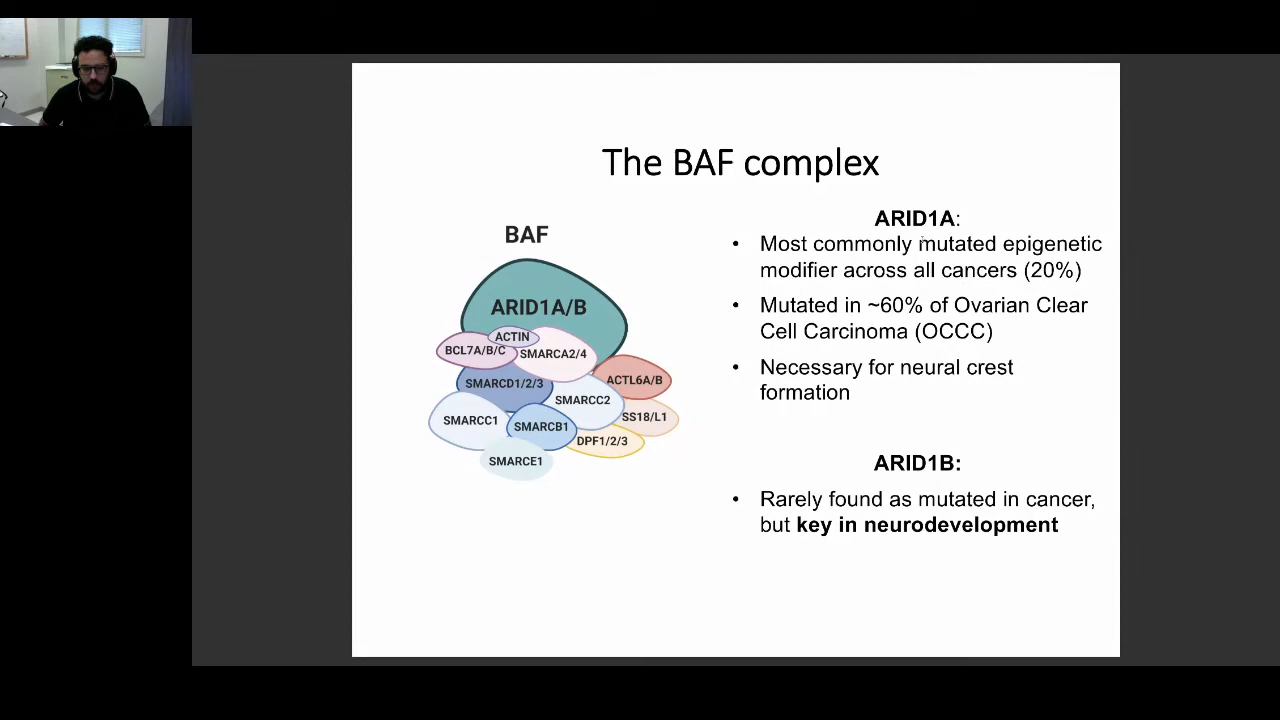 The BAF complex
BAF
ARID1A/B
ACTIN
BCL7A/B/C
SMARCA2/4
SMARCD1/2/3
ACTL6A/B
SMARCC2
SMARCC1
SS18/L1
SMARCB1
DPF1/2/3
SMARCE1
ARID1A:
• Most commonly mutated epigenetic
modifier across all cancers (20%)
• Mutated in ~60% of Ovarian Clear
Cell Carcinoma (OCCC)
• Necessary for neural crest
formation
ARID1B:
• Rarely found as mutated in cancer,
but key in neurodevelopment